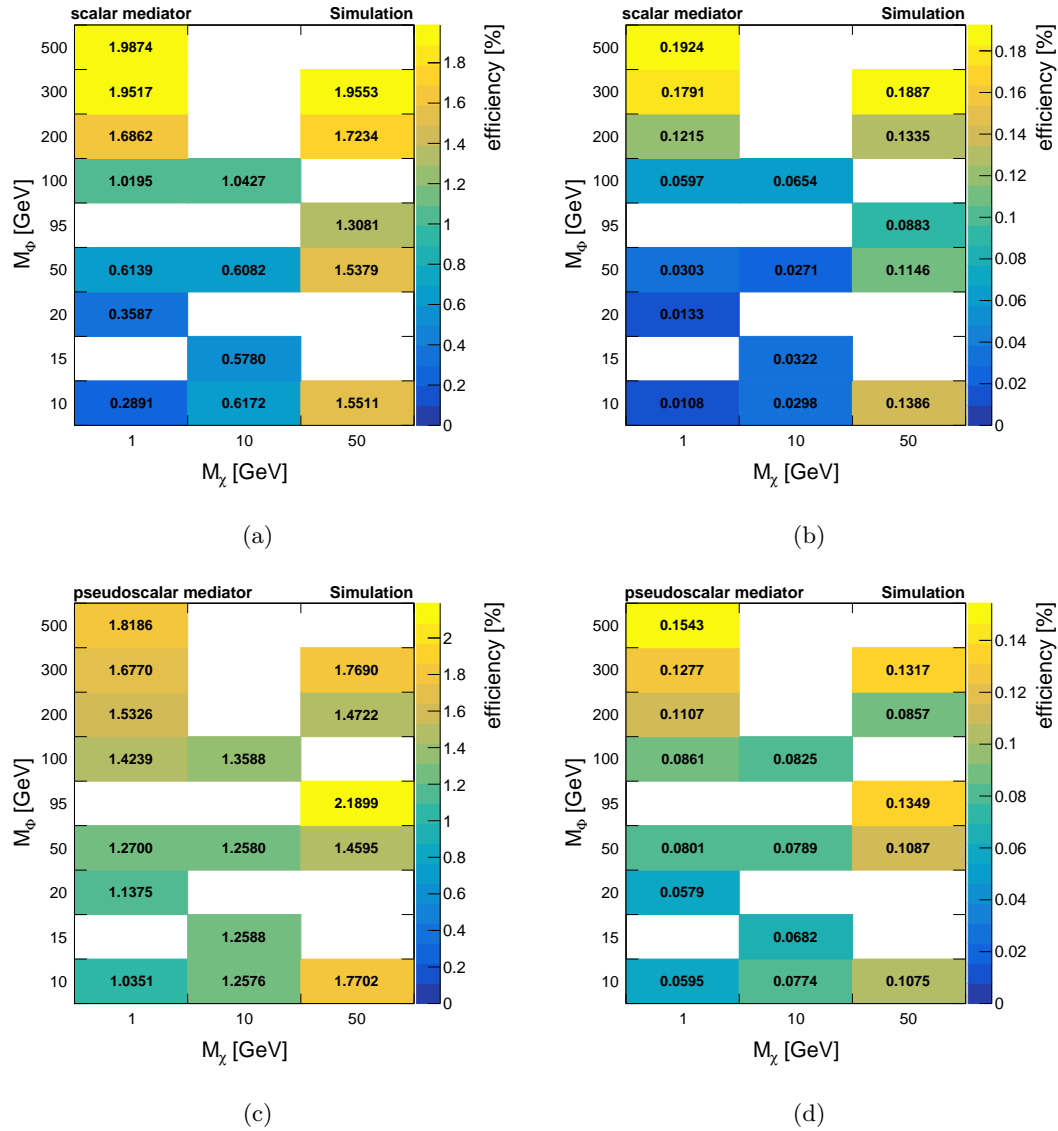 scalar mediator Simulation
500 1.9874
300 1.9517 1.9553
200 1.6862 1.7234
100 1.0195 1.0427
95 1.3081
50 0.6139 0.6082 1.5379
20 0.3587
15 0.5780
10 0.2891 0.6172 1.5511
1 10 50
M_χ [GeV]
M_Φ [GeV]
efficiency [%]
1.8
1.6
1.4
1.2
1
0.8
0.6
0.4
0.2
0
(a)
scalar mediator Simulation
500 0.1924
300 0.1791 0.1887
200 0.1215 0.1335
100 0.0597 0.0654
95 0.0883
50 0.0303 0.0271 0.1146
20 0.0133
15 0.0322
10 0.0108 0.0298 0.1386
1 10 50
M_χ [GeV]
M_Φ [GeV]
efficiency [%]
0.18
0.16
0.14
0.12
0.1
0.08
0.06
0.04
0.02
0
(b)
pseudoscalar mediator Simulation
500 1.8186
300 1.6770 1.7690
200 1.5326 1.4722
100 1.4239 1.3588
95 2.1899
50 1.2700 1.2580 1.4595
20 1.1375
15 1.2588
10 1.0351 1.2576 1.7702
1 10 50
M_χ [GeV]
M_Φ [GeV]
efficiency [%]
2
1.8
1.6
1.4
1.2
1
0.8
0.6
0.4
0.2
0
(c)
pseudoscalar mediator Simulation
500 0.1543
300 0.1277 0.1317
200 0.1107 0.0857
100 0.0861 0.0825
95 0.1349
50 0.0801 0.0789 0.1087
20 0.0579
15 0.0682
10 0.0595 0.0774 0.1075
1 10 50
M_χ [GeV]
M_Φ [GeV]
efficiency [%]
0.14
0.12
0.1
0.08
0.06
0.04
0.02
0
(d)